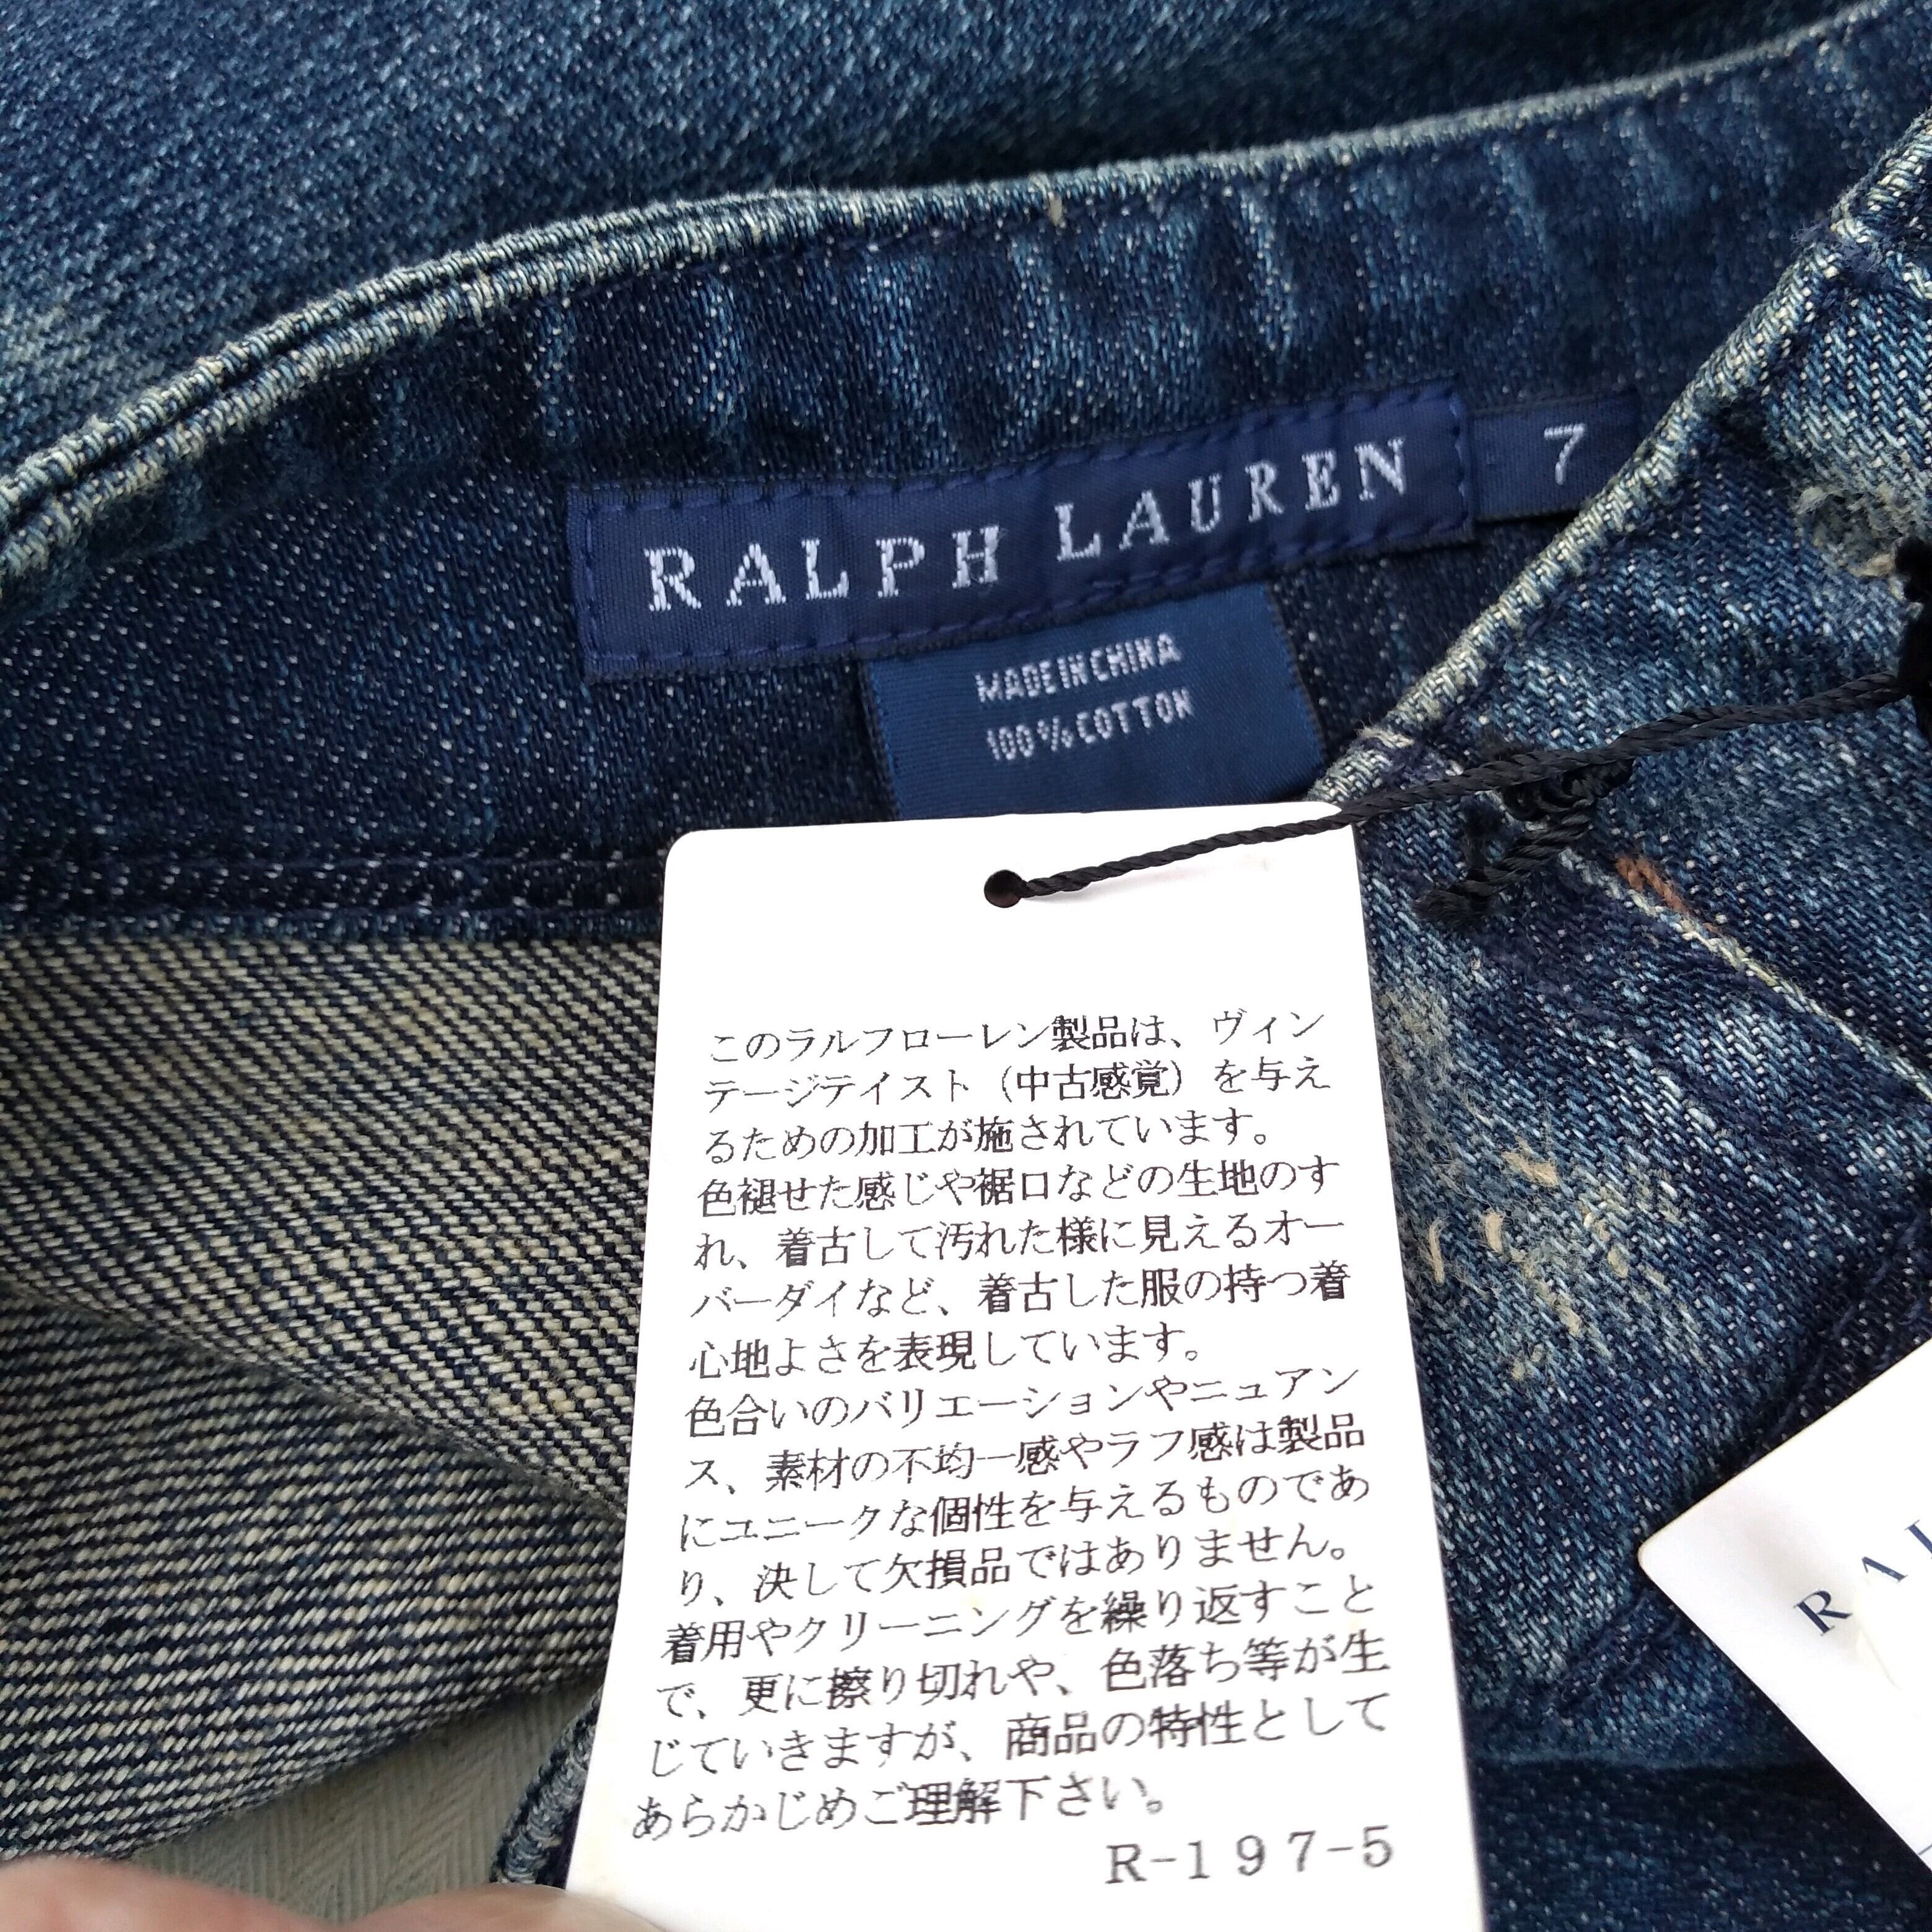 RALPH LAUREN 7
MADE IN CHINA
100% COTTON
このラルフローレン製品は、ヴィン
テージテイスト（中古感覚）を与え
るための加工が施されています。
色褪せた感じや裾口などの生地のす
れ、着古して汚れた様に見えるオー
バーダイなど、着古した服の持つ着
心地よさを表現しています。
色合いのバリエーションやニュアン
ス、素材の不均一感やラフ感は製品
にユニークな個性を与えるものであ
り、決して欠損品ではありません。
着用やクリーニングを繰り返すこと
で、更に擦り切れや、色落ち等が生
じていきますが、商品の特性として
あらかじめご理解下さい。
R-197-5